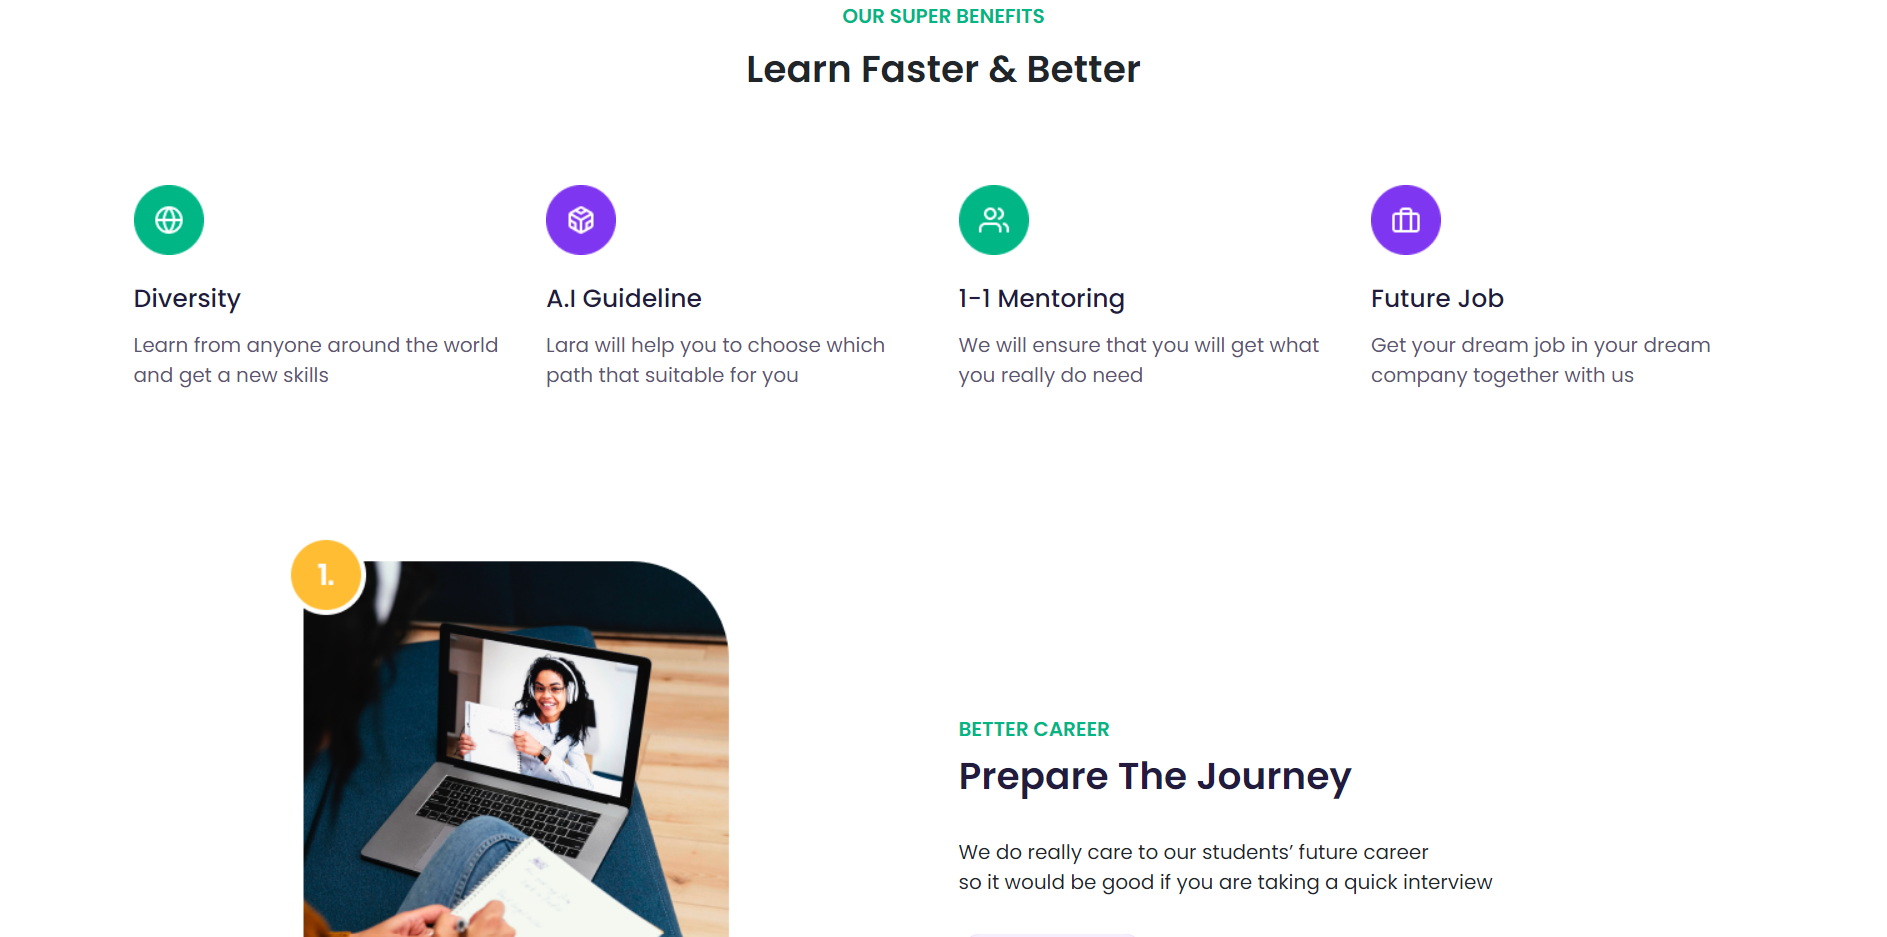 OUR SUPER BENEFITS
Learn Faster & Better
Diversity
Learn from anyone around the world
and get a new skills
A.I Guideline
Lara will help you to choose which
path that suitable for you
1-1 Mentoring
We will ensure that you will get what
you really do need
Future Job
Get your dream job in your dream
company together with us
1.
BETTER CAREER
Prepare The Journey
We do really care to our students’ future career
so it would be good if you are taking a quick interview